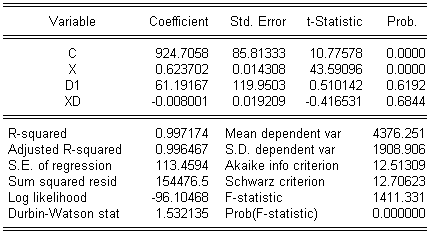 Variable Coefficient Std. Error t-Statistic Prob.
C 924.7058 85.81333 10.77578 0.0000
X 0.623702 0.014308 43.59096 0.0000
D1 61.19167 119.9503 0.510142 0.6192
XD -0.008001 0.019209 -0.416531 0.6844
R-squared 0.997174 Mean dependent var 4376.251
Adjusted R-squared 0.996467 S.D. dependent var 1908.906
S.E. of regression 113.4594 Akaike info criterion 12.51309
Sum squared resid 154476.5 Schwarz criterion 12.70623
Log likelihood -96.10468 F-statistic 1411.331
Durbin-Watson stat 1.532135 Prob(F-statistic) 0.000000